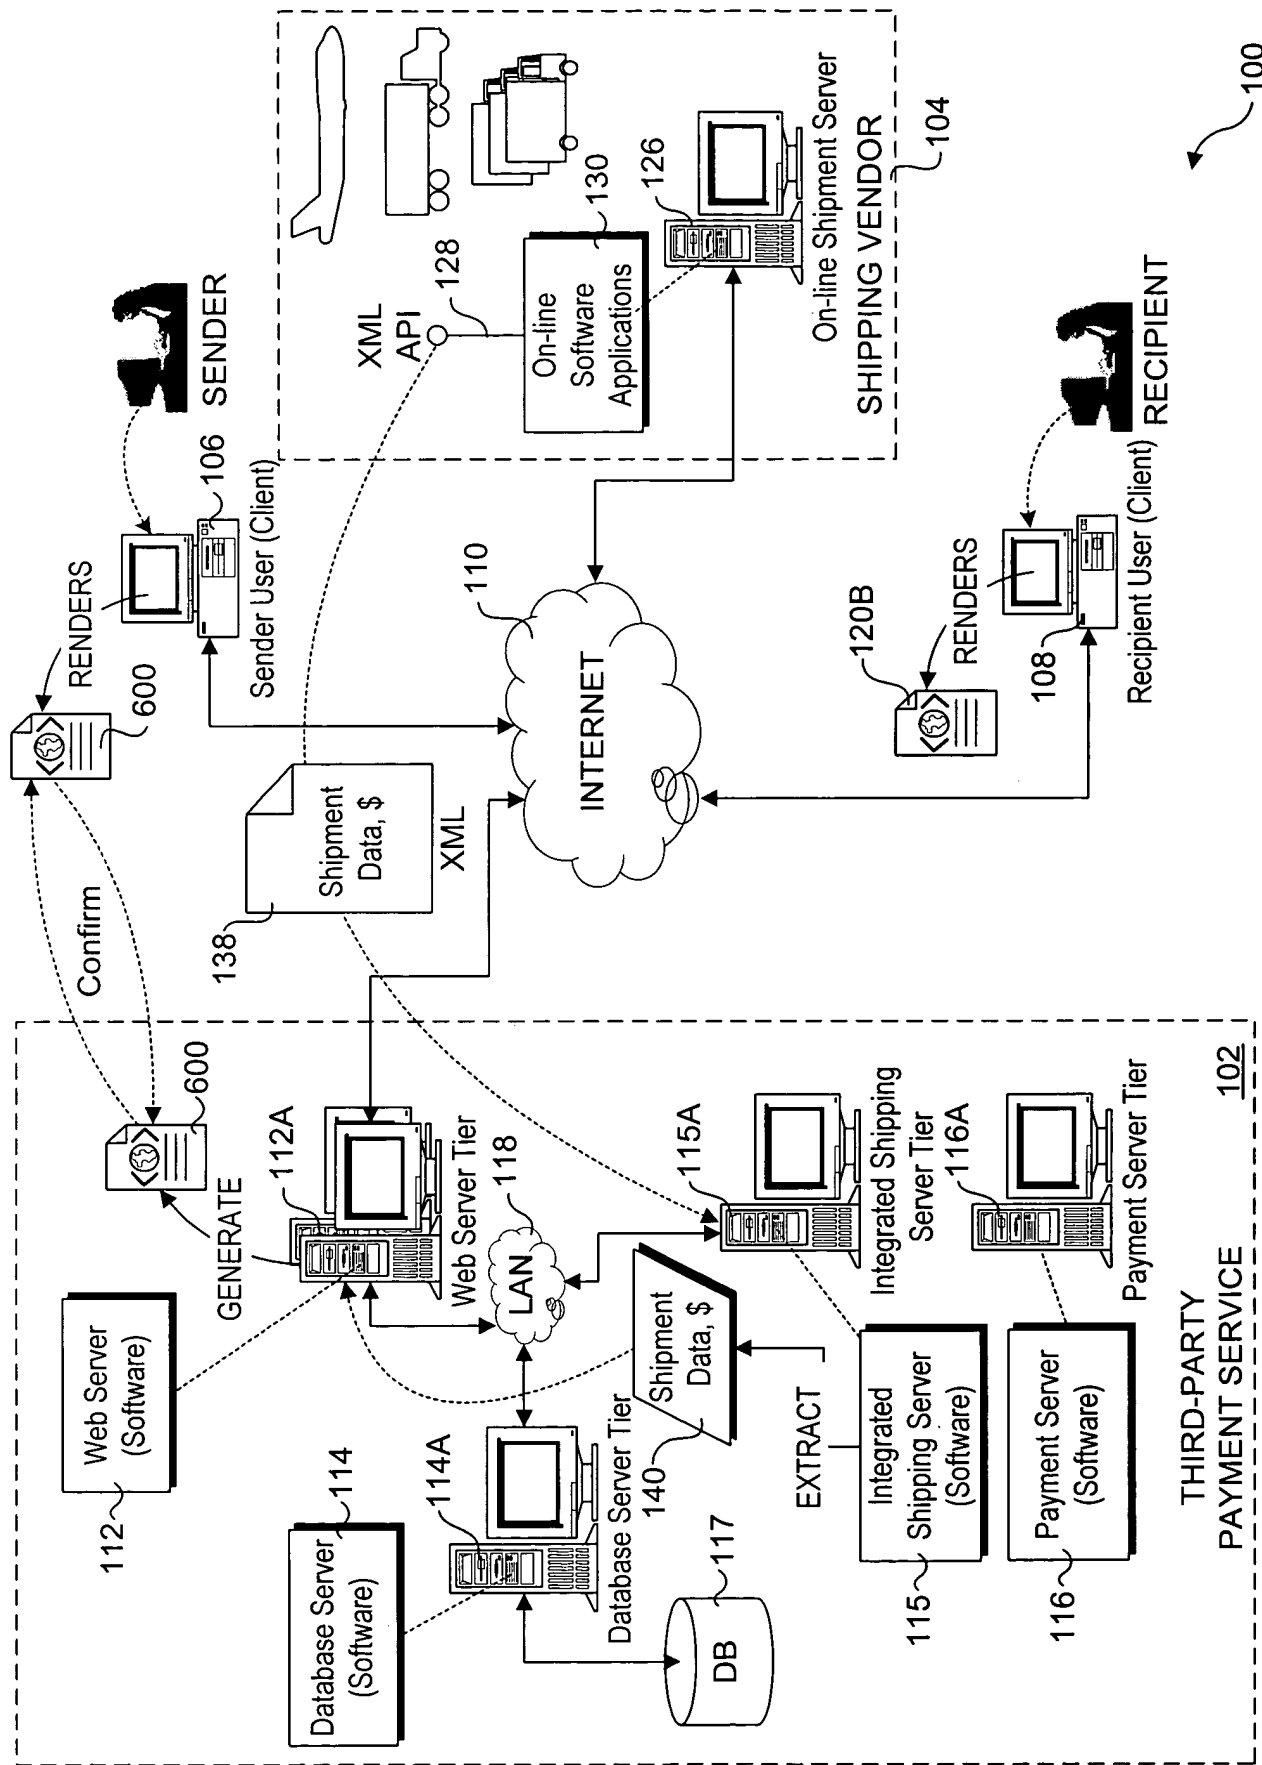 600
RENDERS
Confirm
600
GENERATE
Web Server
(Software)
112
112A
Web Server Tier
SENDER
106
Sender User (Client)
138
Shipment
Data, $
XML
XML
API
128
On-line
Software
Applications
130
126
On-line Shipment Server
SHIPPING VENDOR
104
110
INTERNET
118
LAN
Database Server
(Software)
114
114A
Database Server Tier
DB
117
Shipment
Data, $
140
EXTRACT
115A
Integrated Shipping
Server Tier
Integrated
Shipping Server
(Software)
115
116A
Payment Server Tier
Payment Server
(Software)
116
THIRD-PARTY
PAYMENT SERVICE
102
120B
RENDERS
108
Recipient User (Client)
RECIPIENT
100